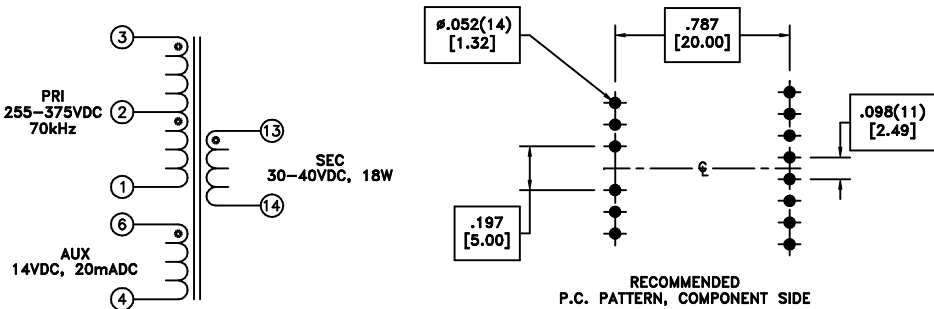 3
PRI
255-375VDC
70kHz
2
1
6
AUX
14VDC, 20mADC
4
13
SEC
30-40VDC, 18W
14
ø.052(14)
[1.32]
.787
[20.00]
.098(11)
[2.49]
℄
.197
[5.00]
RECOMMENDED
P.C. PATTERN, COMPONENT SIDE